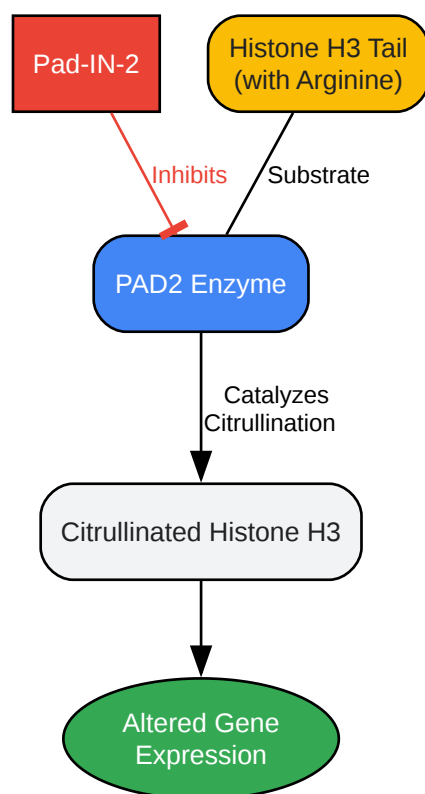 Pad-IN-2
Histone H3 Tail
(with Arginine)
Inhibits
Substrate
PAD2 Enzyme
Catalyzes
Citrullination
Citrullinated Histone H3
Altered Gene
Expression